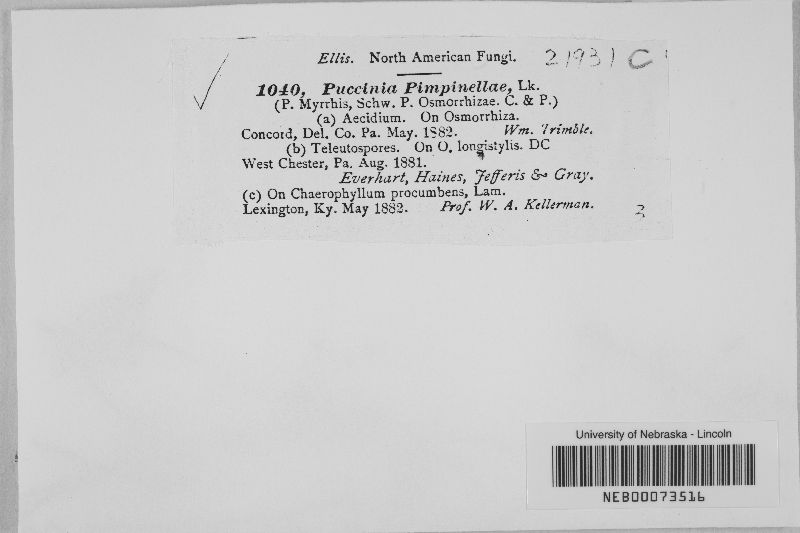 Ellis. North American Fungi. 21931 C
1040, Puccinia Pimpinellae, Lk.
(P. Myrrhis, Schw. P. Osmorrhizae. C. & P.)
(a) Aecidium. On Osmorrhiza.
Concord, Del. Co. Pa. May. 1882. Wm. Trimble.
(b) Teleutospores. On O. longistylis. DC
West Chester, Pa. Aug. 1881.
Everhart, Haines, Jefferis & Gray.
(c) On Chaerophyllum procumbens, Lam.
Lexington, Ky. May 1882. Prof. W. A. Kellerman.
University of Nebraska - Lincoln
NEB00073516